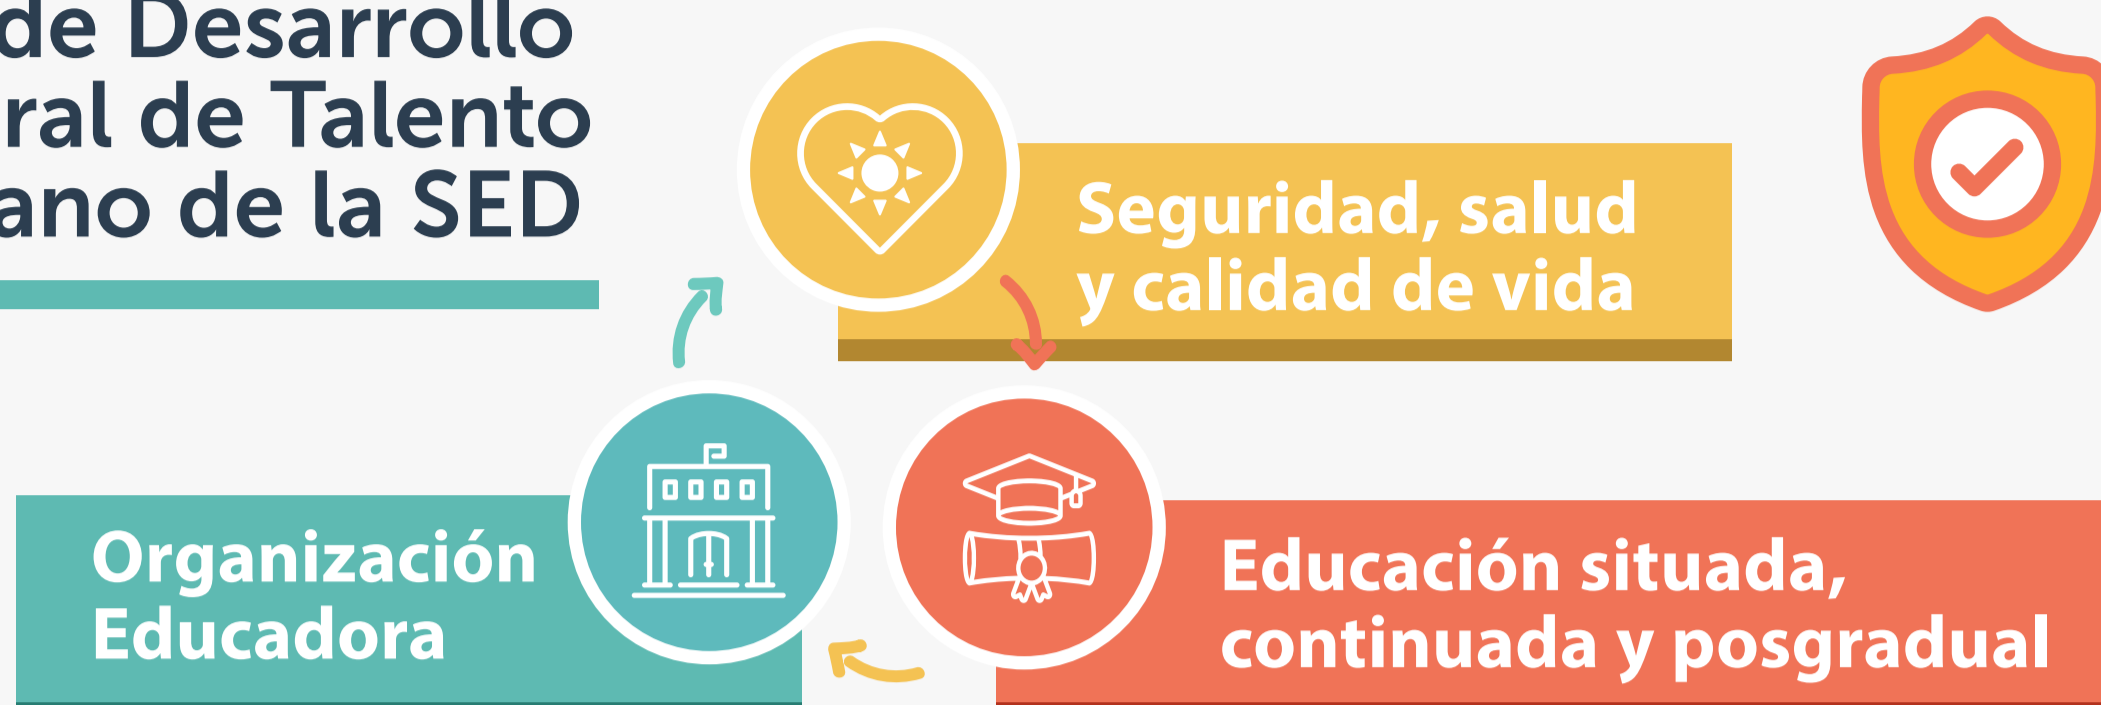 de Desarrollo
ral de Talento
ano de la SED
Seguridad, salud
y calidad de vida
Organización
Educadora
Educación situada,
continuada y posgradual